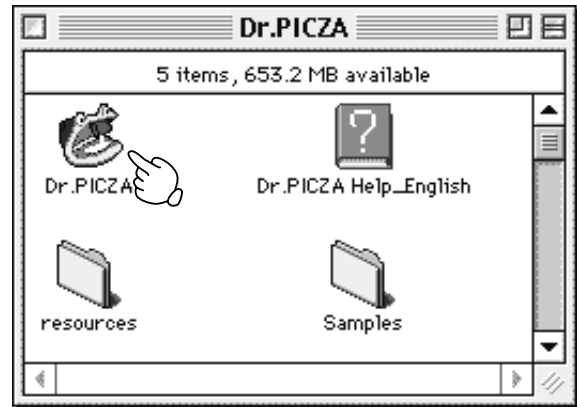 Dr.PICZA
5 items, 653.2 MB available
?
Dr.PICZA
Dr.PICZA Help_English
resources
Samples